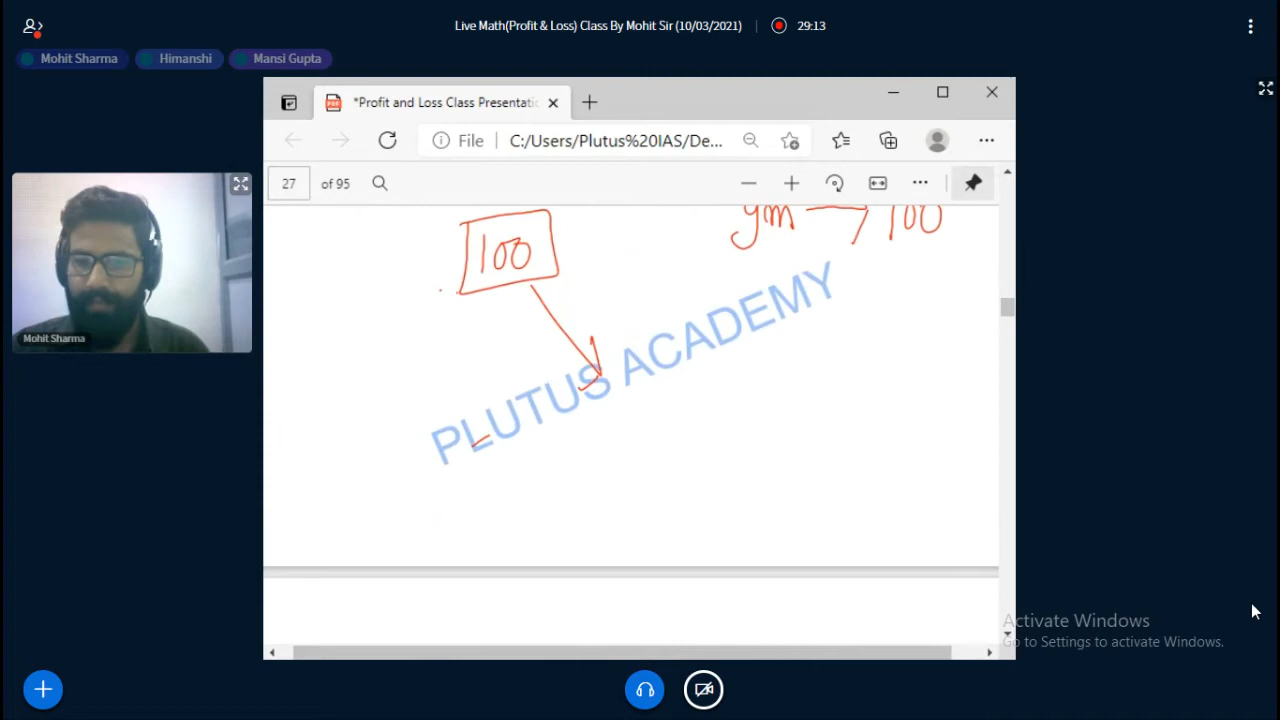 Live Math(Profit & Loss) Class By Mohit Sir (10/03/2021)
29:13
Mohit Sharma
Himanshi
Mansi Gupta
*Profit and Loss Class Presentatic
File
C:/Users/Plutus%20IAS/De...
27
of 95
100
ym → 100
PLUTUS ACADEMY
Mohit Sharma
Activate Windows
Go to Settings to activate Windows.